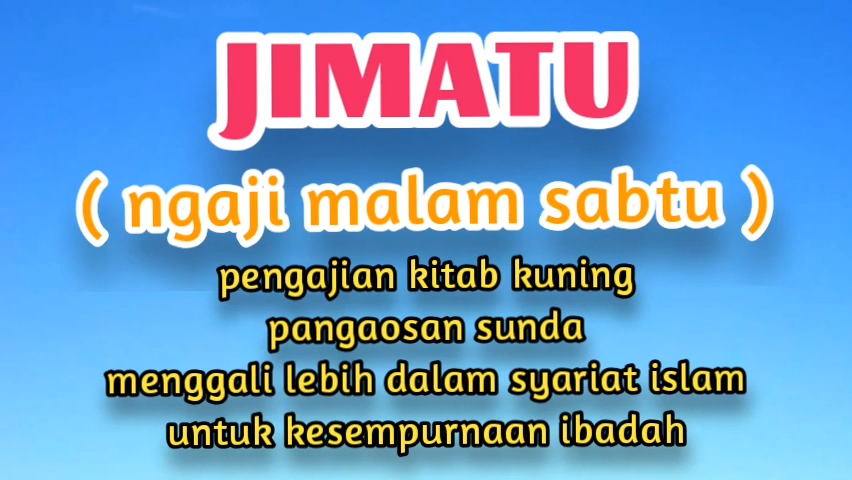 JIMATU
( ngaji malam sabtu )
pengajian kitab kuning
pangaosan sunda
menggali lebih dalam syariat islam
untuk kesempurnaan ibadah